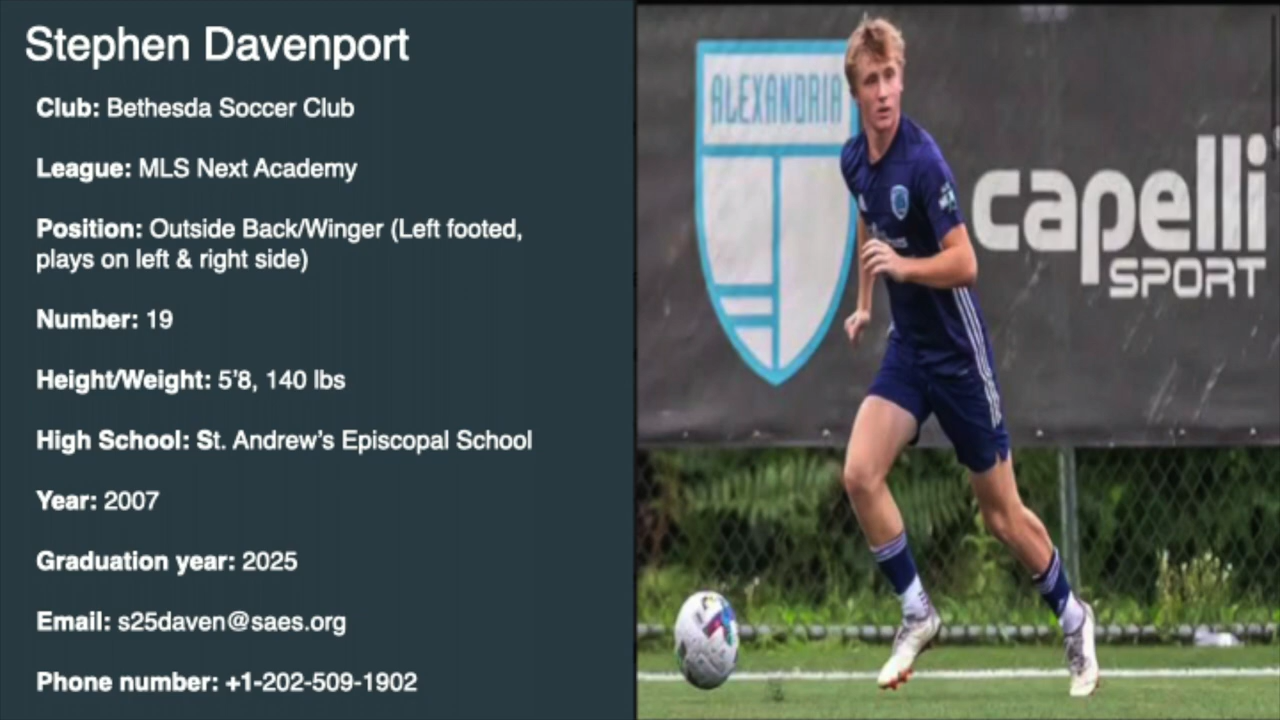 Stephen Davenport
Club: Bethesda Soccer Club
League: MLS Next Academy
Position: Outside Back/Winger (Left footed,
plays on left & right side)
Number: 19
Height/Weight: 5'8, 140 lbs
High School: St. Andrew's Episcopal School
Year: 2007
Graduation year: 2025
Email: s25daven@saes.org
Phone number: +1-202-509-1902
ALEXANDRIA
capelli
SPORT